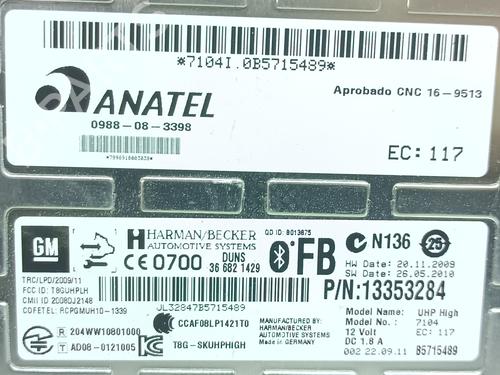 *7104I.0B5715489*
ANATEL
Aprobado CNC 16-9513
0988-08-3398
*7898918003828*
EC: 117
GM
HARMAN/BECKER
AUTOMOTIVE SYSTEMS
QD ID: B013675
CE 0700
DUNS
36 682 1429
FB
N136
25
HW Date: 20.11.2009
SW Date: 26.05.2010
TRC/LPD/2009/11
FCC ID: T8GUHPLH
CMII ID 2008DJ2148
COFETEL: RCPGMUH10-1339
JL32847B5715489
P/N:13353284
R 204WW10801000
T AD08-0121005
CCAF08LP1421T0
T8G-SKUHPHIGH
HARMAN/BECKER
AUTOMOTIVE SYSTEMS
Made in GERMANY
Model Name: UHP High
Model No.: 7104
12 Volt EC: 117
DC 1.8 A
002 22.09.11 B5715489